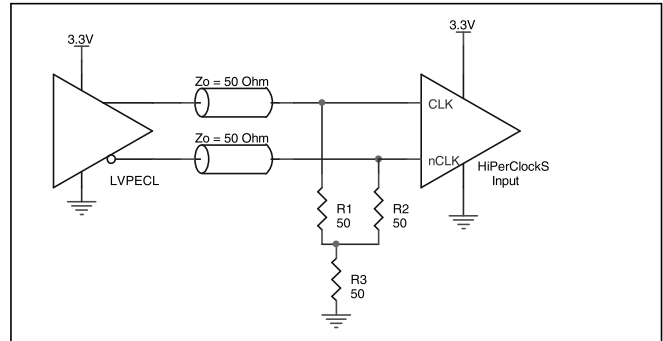 3.3V
3.3V
Zo = 50 Ohm
CLK
Zo = 50 Ohm
nCLK
LVPECL
HiPerClockS
Input
R1
50
R2
50
R3
50